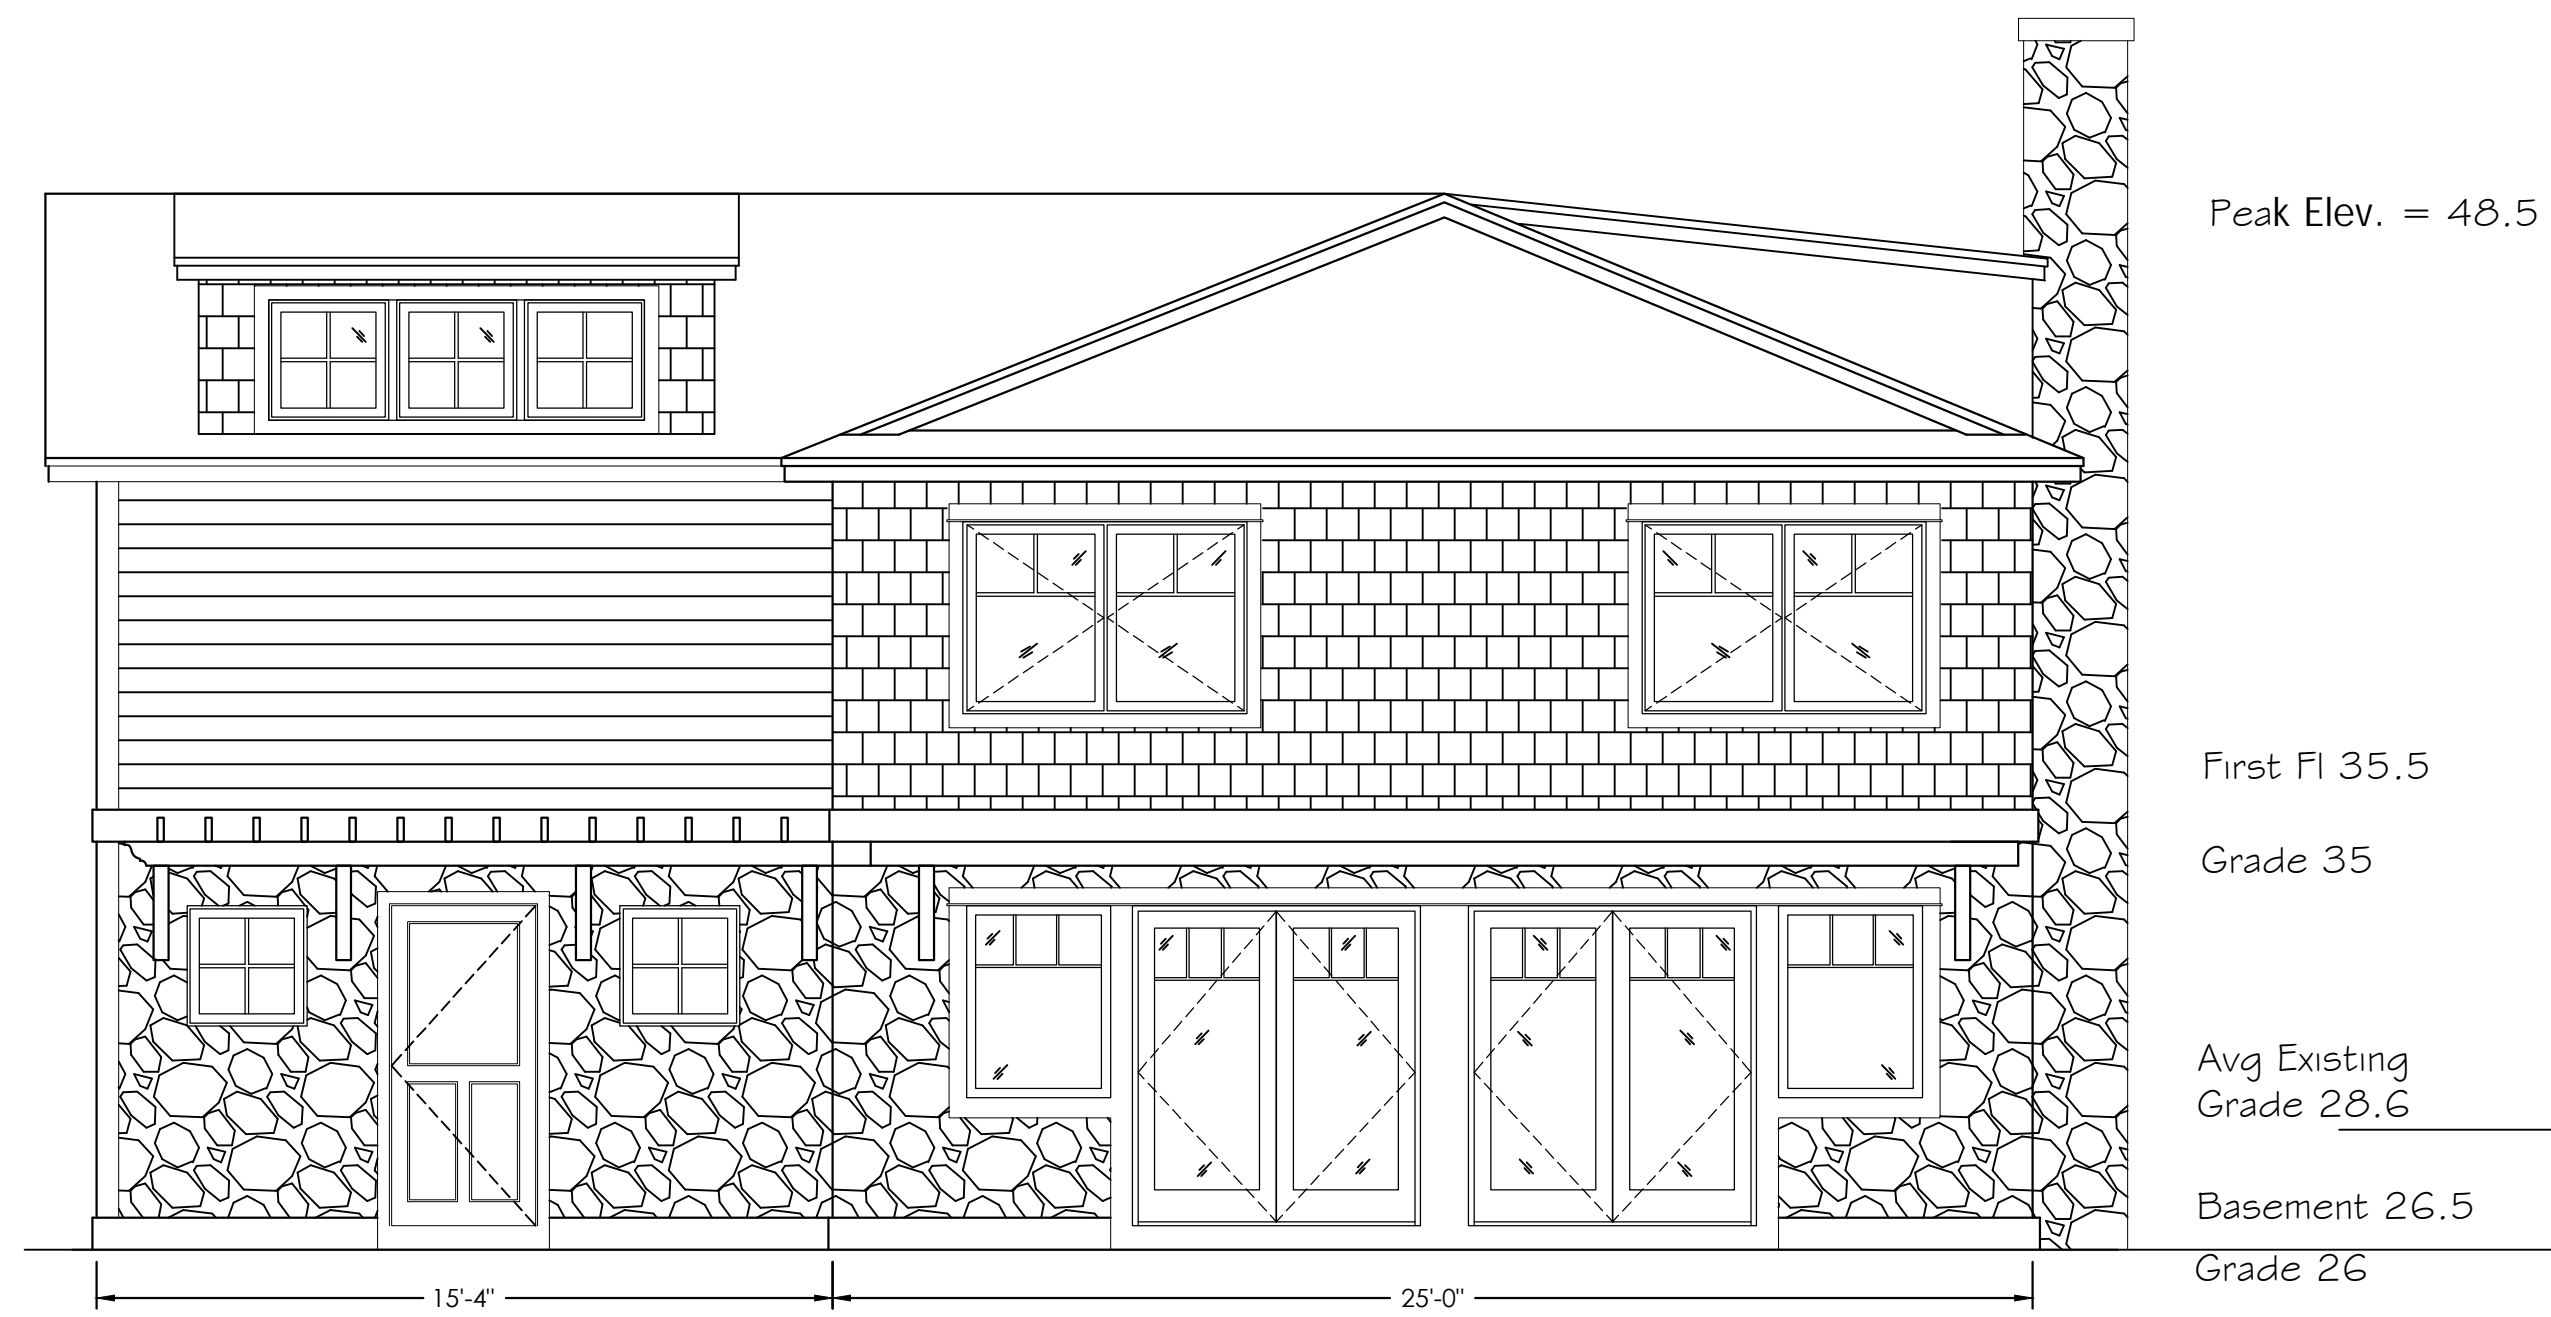 Peak Elev. = 48.5
First Fl 35.5
Grade 35
Avg Existing
Grade 28.6
Basement 26.5
Grade 26
15'-4" 25'-0"